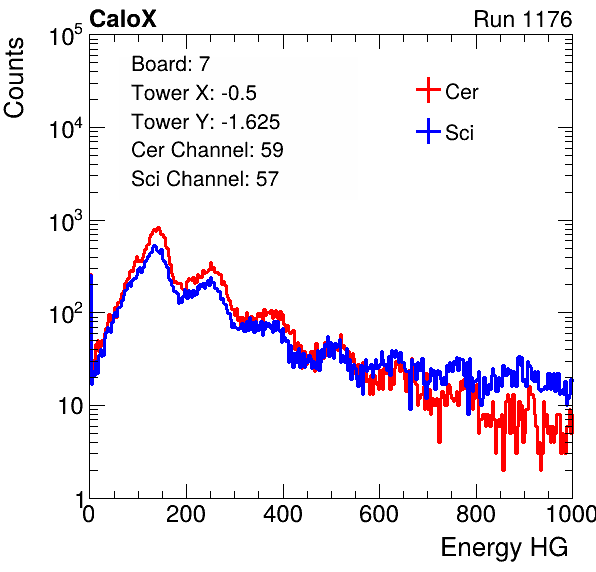 CaloX Run 1176
Counts
10^5
10^4
10^3
10^2
10
1
Board: 7
Tower X: -0.5
Tower Y: -1.625
Cer Channel: 59
Sci Channel: 57
Cer
Sci
0 200 400 600 800 1000
Energy HG